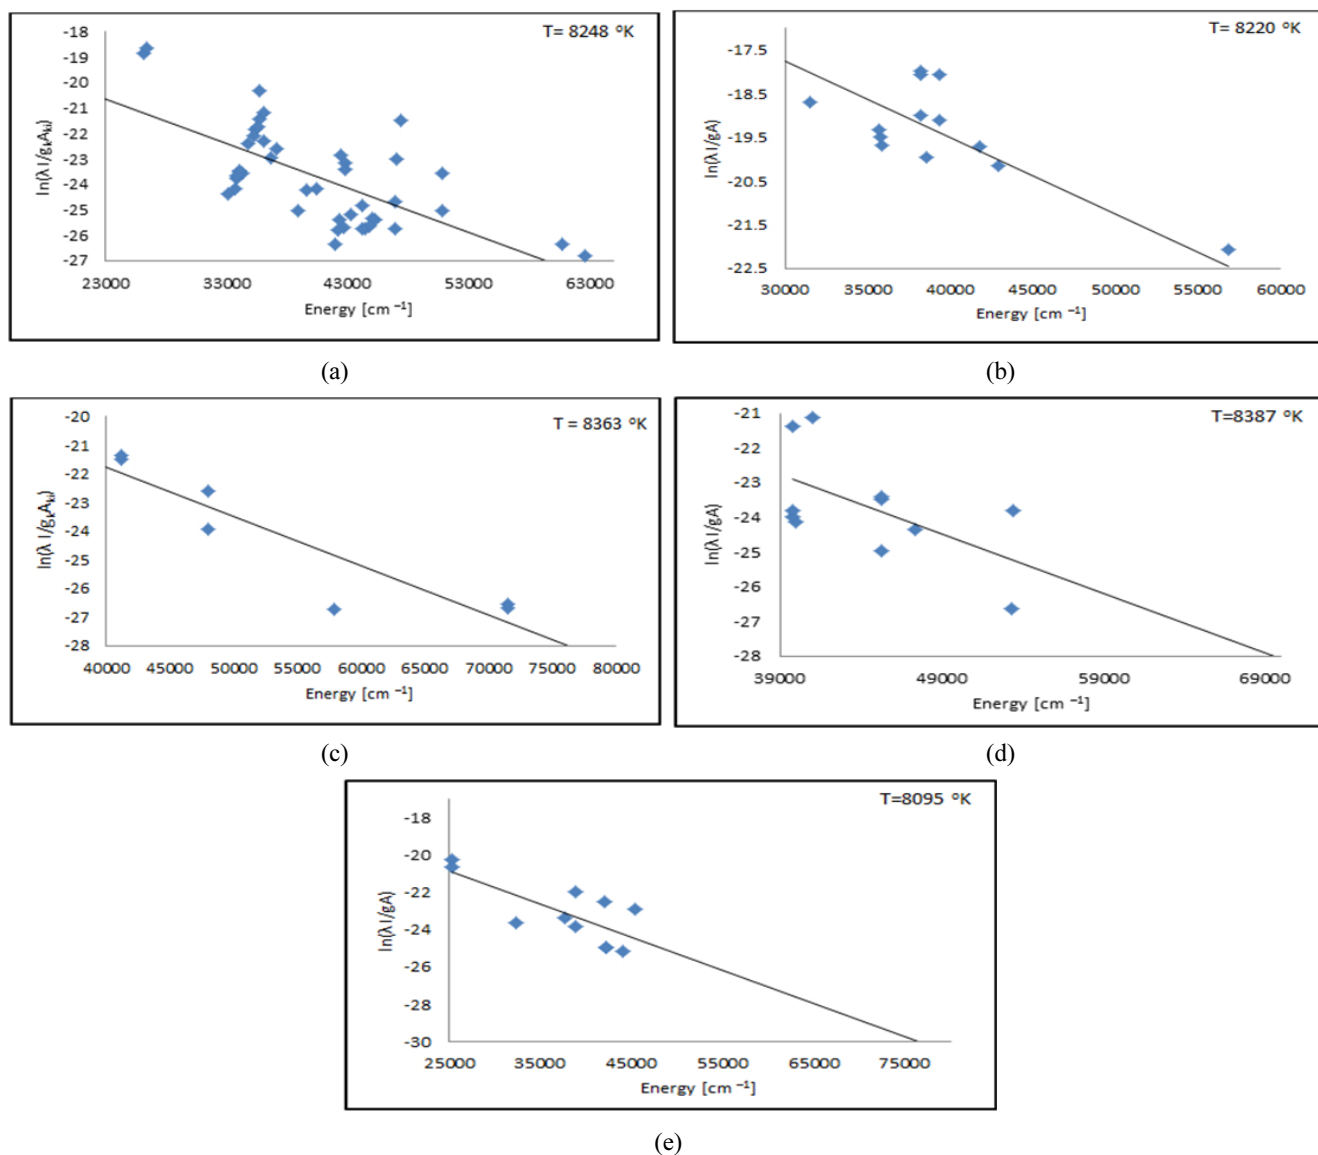 T= 8248 °K
ln(λ I/gₖAₖᵢ)
-18
-19
-20
-21
-22
-23
-24
-25
-26
-27
23000 33000 43000 53000 63000
Energy [cm ⁻¹]
(a)
T= 8220 °K
ln(λ I/gA)
-17.5
-18.5
-19.5
-20.5
-21.5
-22.5
30000 35000 40000 45000 50000 55000 60000
Energy [cm ⁻¹]
(b)
T = 8363 °K
ln(λ I/gₖAₖᵢ)
-20
-21
-22
-23
-24
-25
-26
-27
-28
40000 45000 50000 55000 60000 65000 70000 75000 80000
Energy [cm ⁻¹]
(c)
T=8387 °K
ln(λ I/gA)
-21
-22
-23
-24
-25
-26
-27
-28
39000 49000 59000 69000
Energy [cm ⁻¹]
(d)
T=8095 °K
ln(λ I/gA)
-18
-20
-22
-24
-26
-28
-30
25000 35000 45000 55000 65000 75000
Energy [cm ⁻¹]
(e)